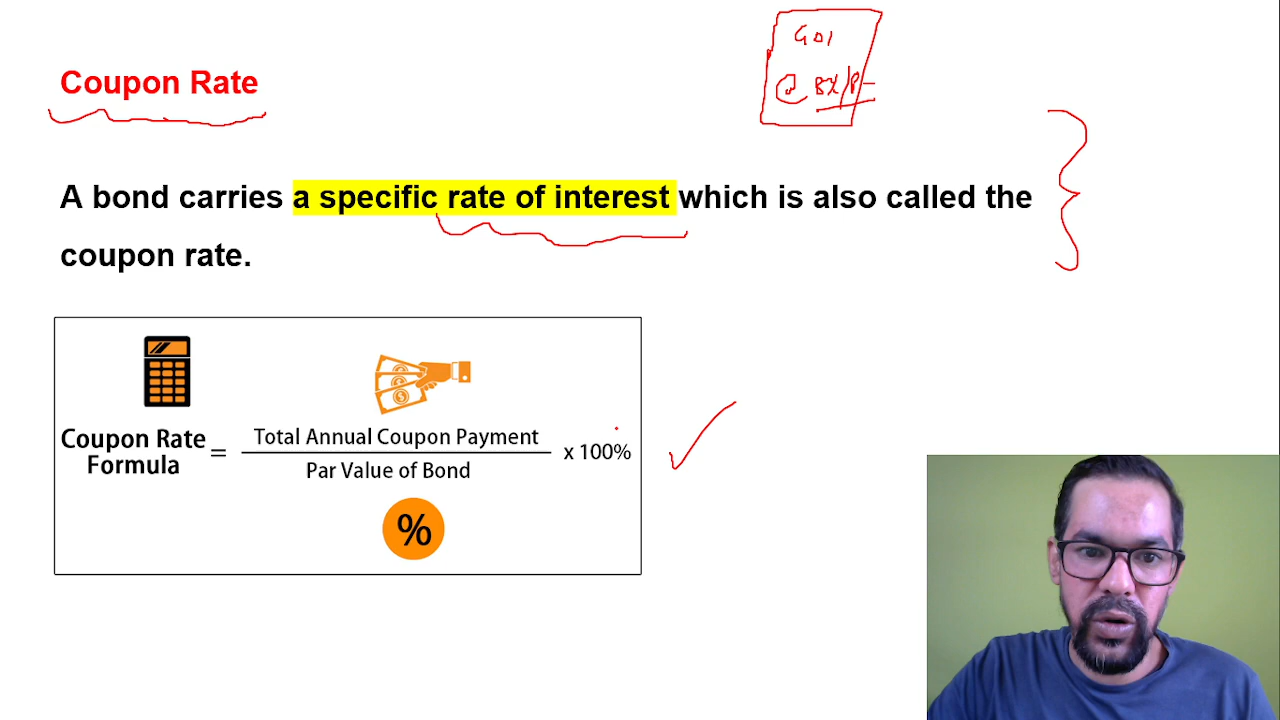 GOI
@ 8%
Coupon Rate
A bond carries a specific rate of interest which is also called the
coupon rate.
Coupon Rate
Formula
=
Total Annual Coupon Payment
Par Value of Bond
x 100%
%